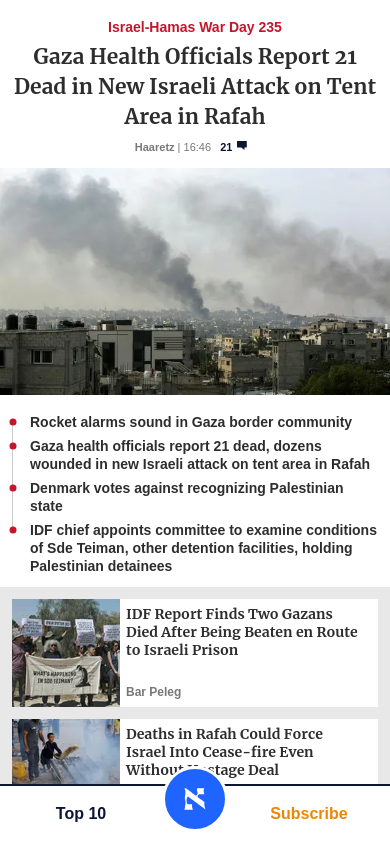 Israel-Hamas War Day 235
Gaza Health Officials Report 21
Dead in New Israeli Attack on Tent
Area in Rafah
Haaretz | 16:46 21
Rocket alarms sound in Gaza border community
Gaza health officials report 21 dead, dozens
wounded in new Israeli attack on tent area in Rafah
Denmark votes against recognizing Palestinian
state
IDF chief appoints committee to examine conditions
of Sde Teiman, other detention facilities, holding
Palestinian detainees
IDF Report Finds Two Gazans
Died After Being Beaten en Route
to Israeli Prison
Bar Peleg
WHAT'S HAPPENING
IN SDE TEIMAN?
Deaths in Rafah Could Force
Israel Into Cease-fire Even
Without Hostage Deal
Top 10
Subscribe